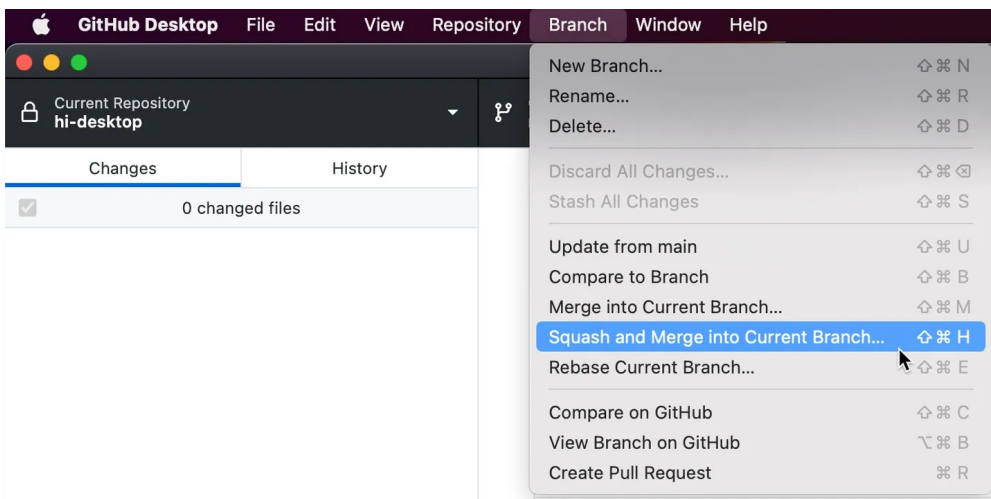 GitHub Desktop File Edit View Repository Branch Window Help
Current Repository
hi-desktop
Changes History
0 changed files
New Branch... ⇧ ⌘ N
Rename... ⇧ ⌘ R
Delete... ⇧ ⌘ D
Discard All Changes... ⇧ ⌘ ⌫
Stash All Changes ⇧ ⌘ S
Update from main ⇧ ⌘ U
Compare to Branch ⇧ ⌘ B
Merge into Current Branch... ⇧ ⌘ M
Squash and Merge into Current Branch... ⇧ ⌘ H
Rebase Current Branch... ⇧ ⌘ E
Compare on GitHub ⇧ ⌘ C
View Branch on GitHub ⌥ ⌘ B
Create Pull Request ⌘ R